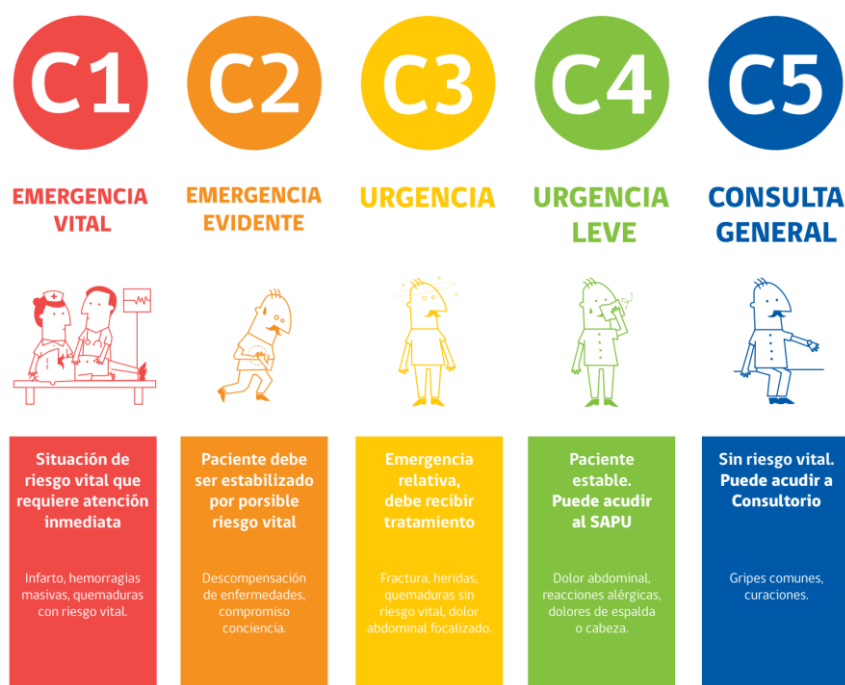 C1
EMERGENCIA
VITAL
Situación de
riesgo vital que
requiere atención
inmediata
Infarto, hemorragias
masivas, quemaduras
con riesgo vital.
C2
EMERGENCIA
EVIDENTE
Paciente debe
ser estabilizado
por porsible
riesgo vital
Descompensación
de enfermedades,
compromiso
conciencia.
C3
URGENCIA
Emergencia
relativa,
debe recibir
tratamiento
Fractura, heridas,
quemaduras sin
riesgo vital, dolor
abdominal focalizado.
C4
URGENCIA
LEVE
Paciente
estable.
Puede acudir
al SAPU
Dolor abdominal,
reacciones alérgicas,
dolores de espalda
o cabeza.
C5
CONSULTA
GENERAL
Sin riesgo vital.
Puede acudir a
Consultorio
Gripes comunes,
curaciones.